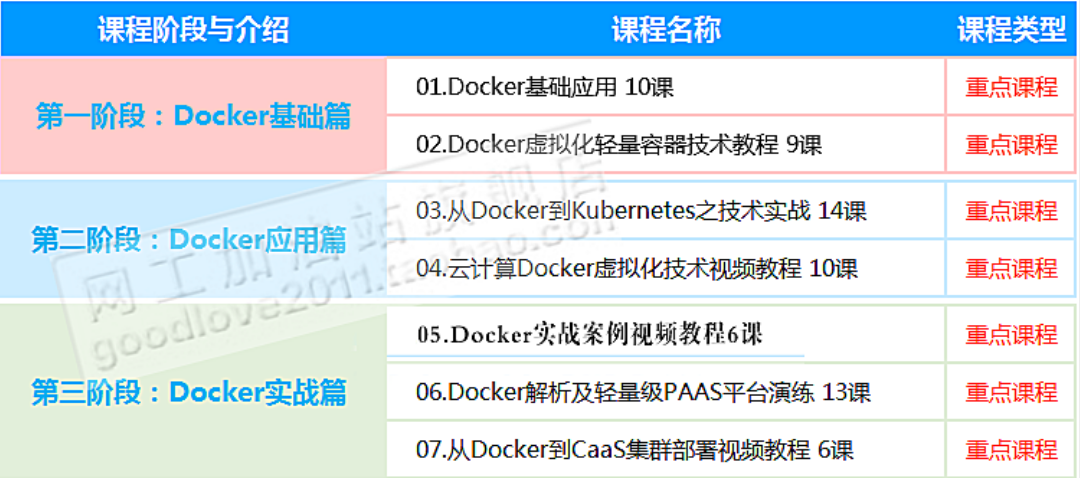 课程阶段与介绍 课程名称 课程类型
第一阶段：Docker基础篇
01.Docker基础应用 10课 重点课程
02.Docker虚拟化轻量容器技术教程 9课 重点课程
第二阶段：Docker应用篇
03.从Docker到Kubernetes之技术实战 14课 重点课程
04.云计算Docker虚拟化技术视频教程 10课 重点课程
第三阶段：Docker实战篇
05.Docker实战案例视频教程6课 重点课程
06.Docker解析及轻量级PAAS平台演练 13课 重点课程
07.从Docker到CaaS集群部署视频教程 6课 重点课程
网工加油站旗舰店
goodlove2011.taobao.com